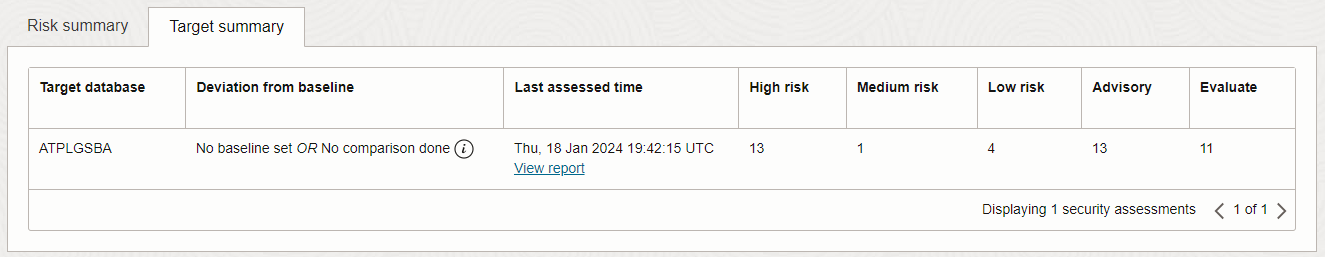 Risk summary
Target summary
Target database Deviation from baseline Last assessed time High risk Medium risk Low risk Advisory Evaluate
ATPLGSBA No baseline set OR No comparison done i Thu, 18 Jan 2024 19:42:15 UTC 13 1 4 13 11
View report
Displaying 1 security assessments 1 of 1